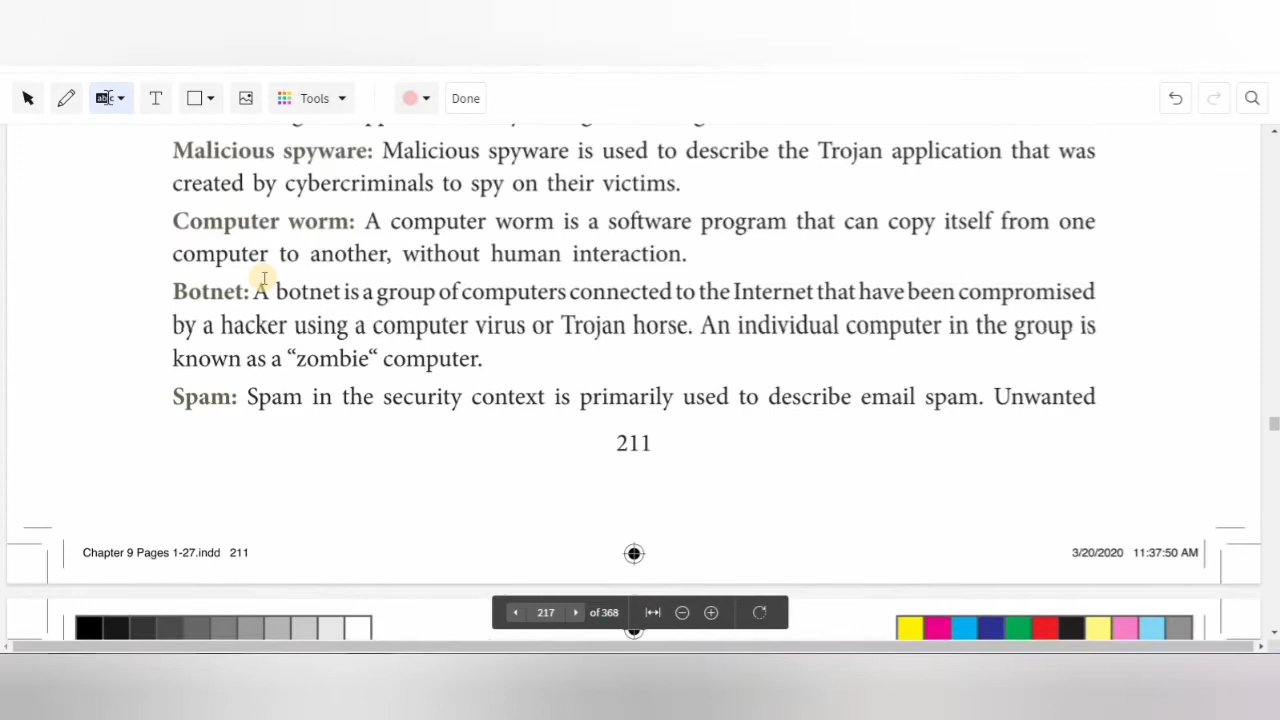 Tools
Done
Malicious spyware: Malicious spyware is used to describe the Trojan application that was
created by cybercriminals to spy on their victims.
Computer worm: A computer worm is a software program that can copy itself from one
computer to another, without human interaction.
Botnet: A botnet is a group of computers connected to the Internet that have been compromised
by a hacker using a computer virus or Trojan horse. An individual computer in the group is
known as a “zombie“ computer.
Spam: Spam in the security context is primarily used to describe email spam. Unwanted
211
Chapter 9 Pages 1-27.indd 211
3/20/2020 11:37:50 AM
217 of 368